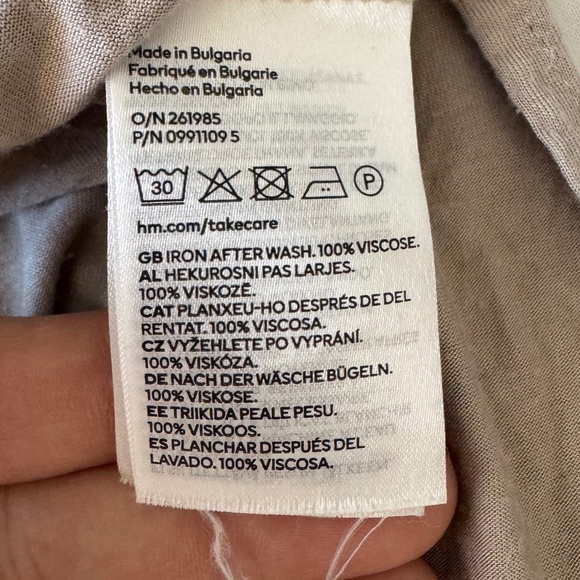 Made in Bulgaria
Fabriqué en Bulgarie
Hecho en Bulgaria
O/N 261985
P/N 0991109 5
30 P
hm.com/takecare
GB IRON AFTER WASH. 100% VISCOSE.
AL HEKUROSNI PAS LARJES.
100% VISKOZË.
CAT PLANXEU-HO DESPRÉS DE DEL
RENTAT. 100% VISCOSA.
CZ VYŽEHLETE PO VYPRÁNÍ.
100% VISKÓZA.
DE NACH DER WÄSCHE BÜGELN.
100% VISKOSE.
EE TRIIKIDA PEALE PESU.
100% VISKOOS.
ES PLANCHAR DESPUÉS DEL
LAVADO. 100% VISCOSA.